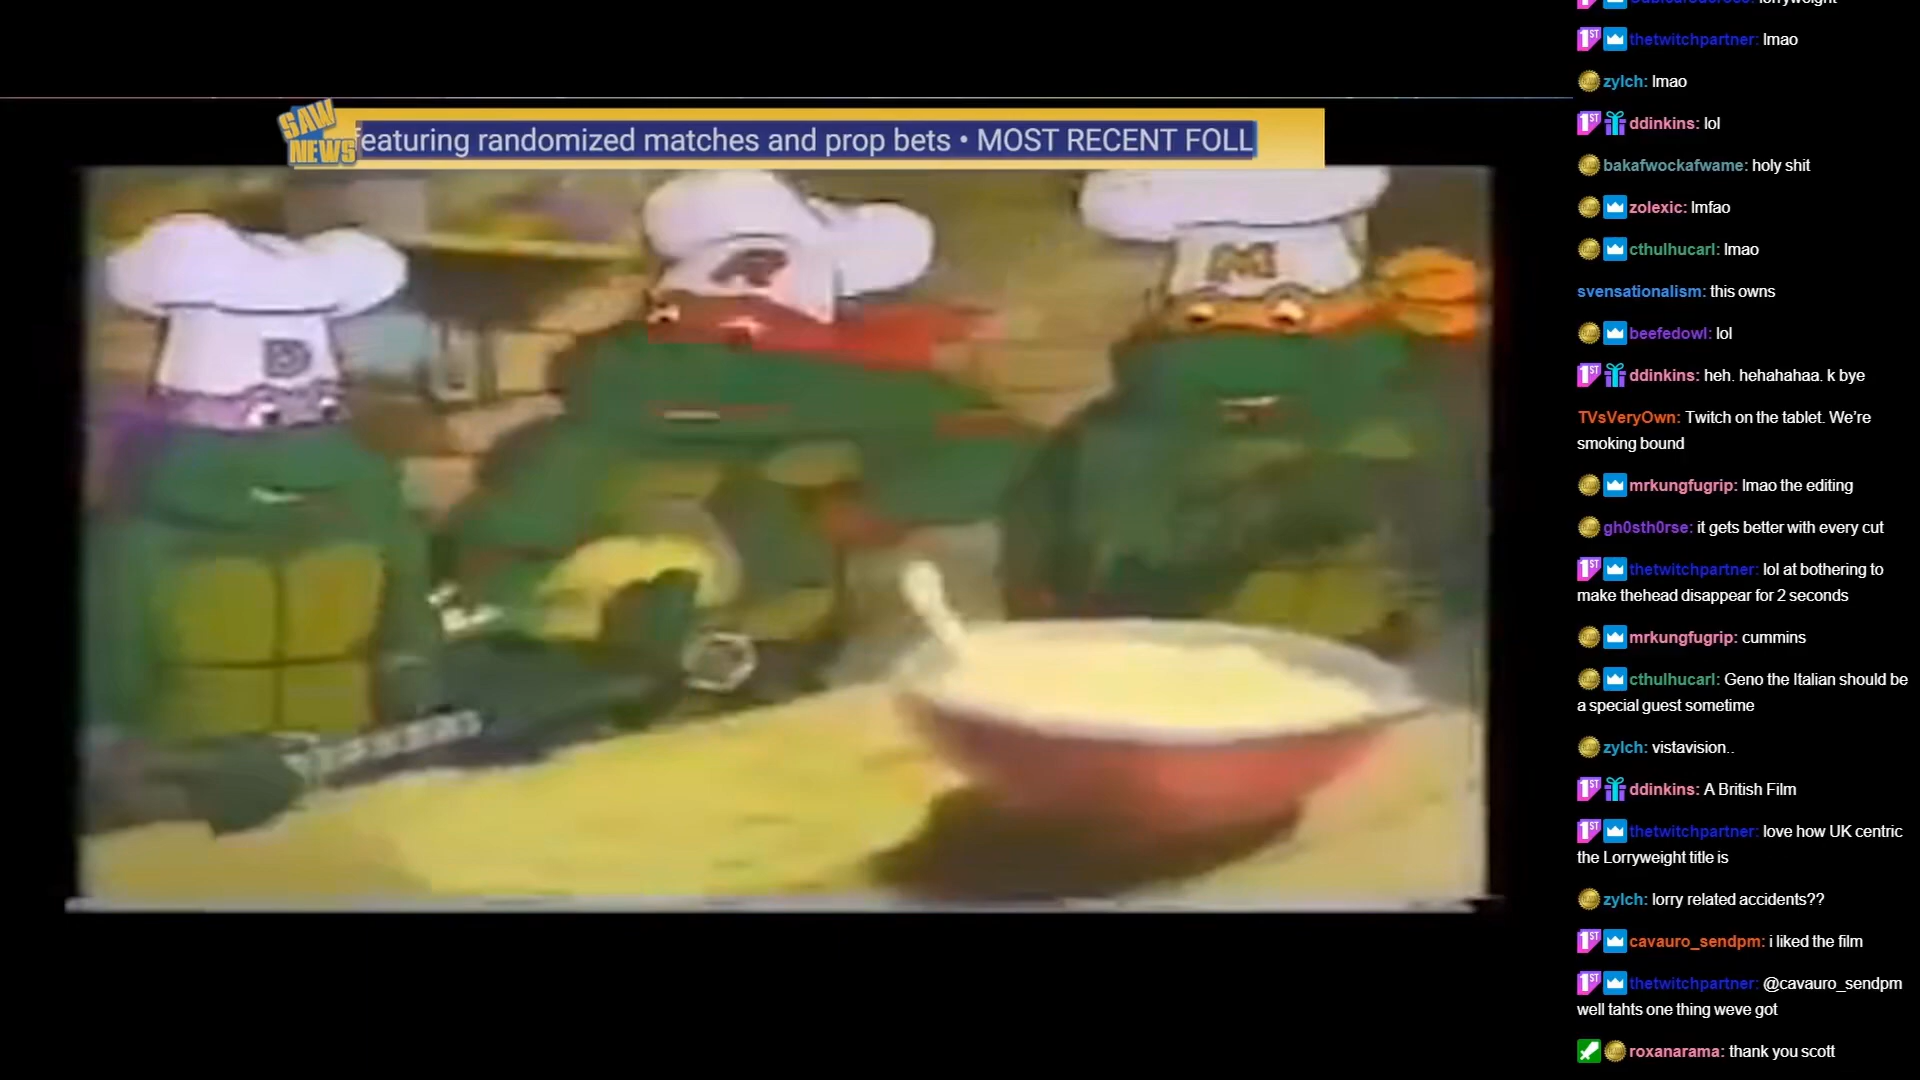 SAW
NEWS
featuring randomized matches and prop bets • MOST RECENT FOLL
D
R
M
lorryweight
thetwitchpartner: lmao
zylch: lmao
ddinkins: lol
bakafwockafwame: holy shit
zolexic: lmfao
cthulhucarl: lmao
svensationalism: this owns
beefedowl: lol
ddinkins: heh. hehahahaa. k bye
TVsVeryOwn: Twitch on the tablet. We're
smoking bound
mrkungfugrip: lmao the editing
gh0sth0rse: it gets better with every cut
thetwitchpartner: lol at bothering to
make thehead disappear for 2 seconds
mrkungfugrip: cummins
cthulhucarl: Geno the Italian should be
a special guest sometime
zylch: vistavision..
ddinkins: A British Film
thetwitchpartner: love how UK centric
the Lorryweight title is
zylch: lorry related accidents??
cavauro_sendpm: i liked the film
thetwitchpartner: @cavauro_sendpm
well tahts one thing weve got
roxanarama: thank you scott